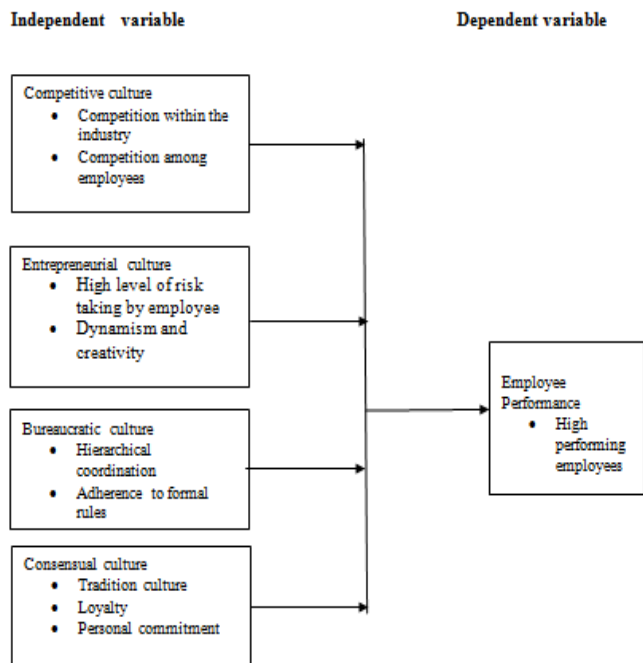 Independent variable
Dependent variable
Competitive culture
• Competition within the
industry
• Competition among
employees
Entrepreneurial culture
• High level of risk
taking by employee
• Dynamism and
creativity
Bureaucratic culture
• Hierarchical
coordination
• Adherence to formal
rules
Consensual culture
• Tradition culture
• Loyalty
• Personal commitment
Employee
Performance
• High
performing
employees